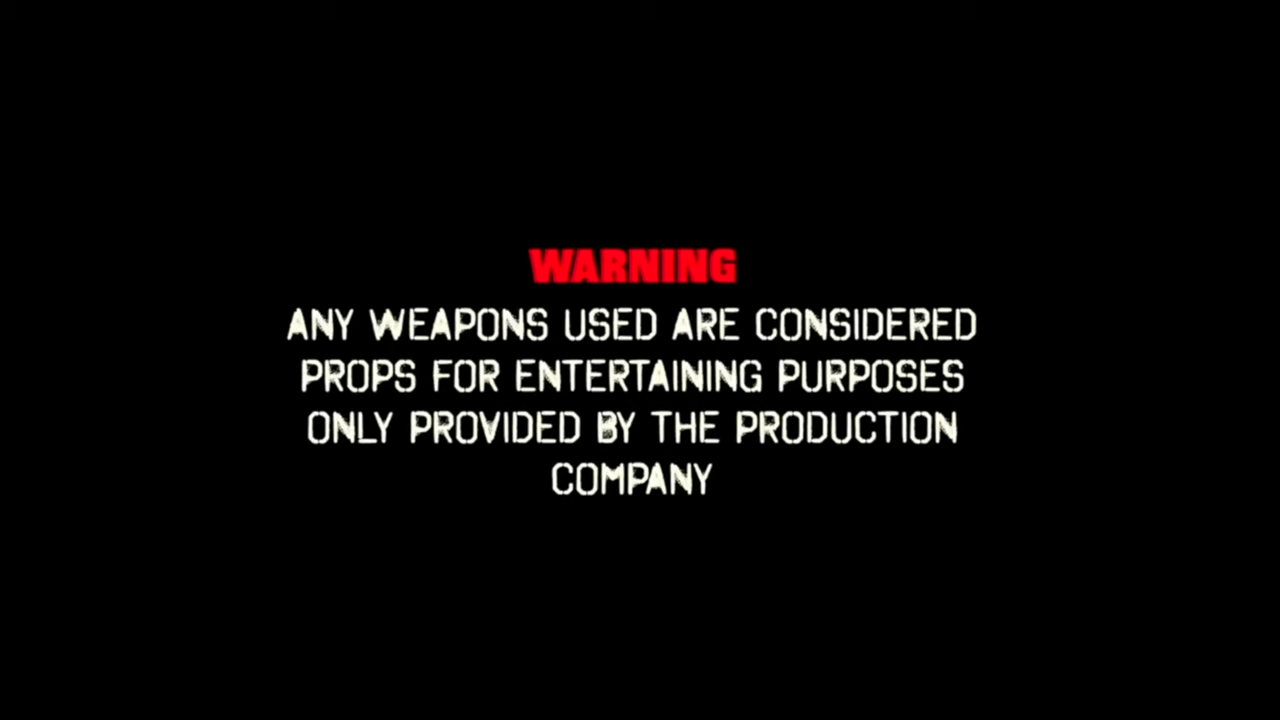 WARNING
ANY WEAPONS USED ARE CONSIDERED
PROPS FOR ENTERTAINING PURPOSES
ONLY PROVIDED BY THE PRODUCTION
COMPANY